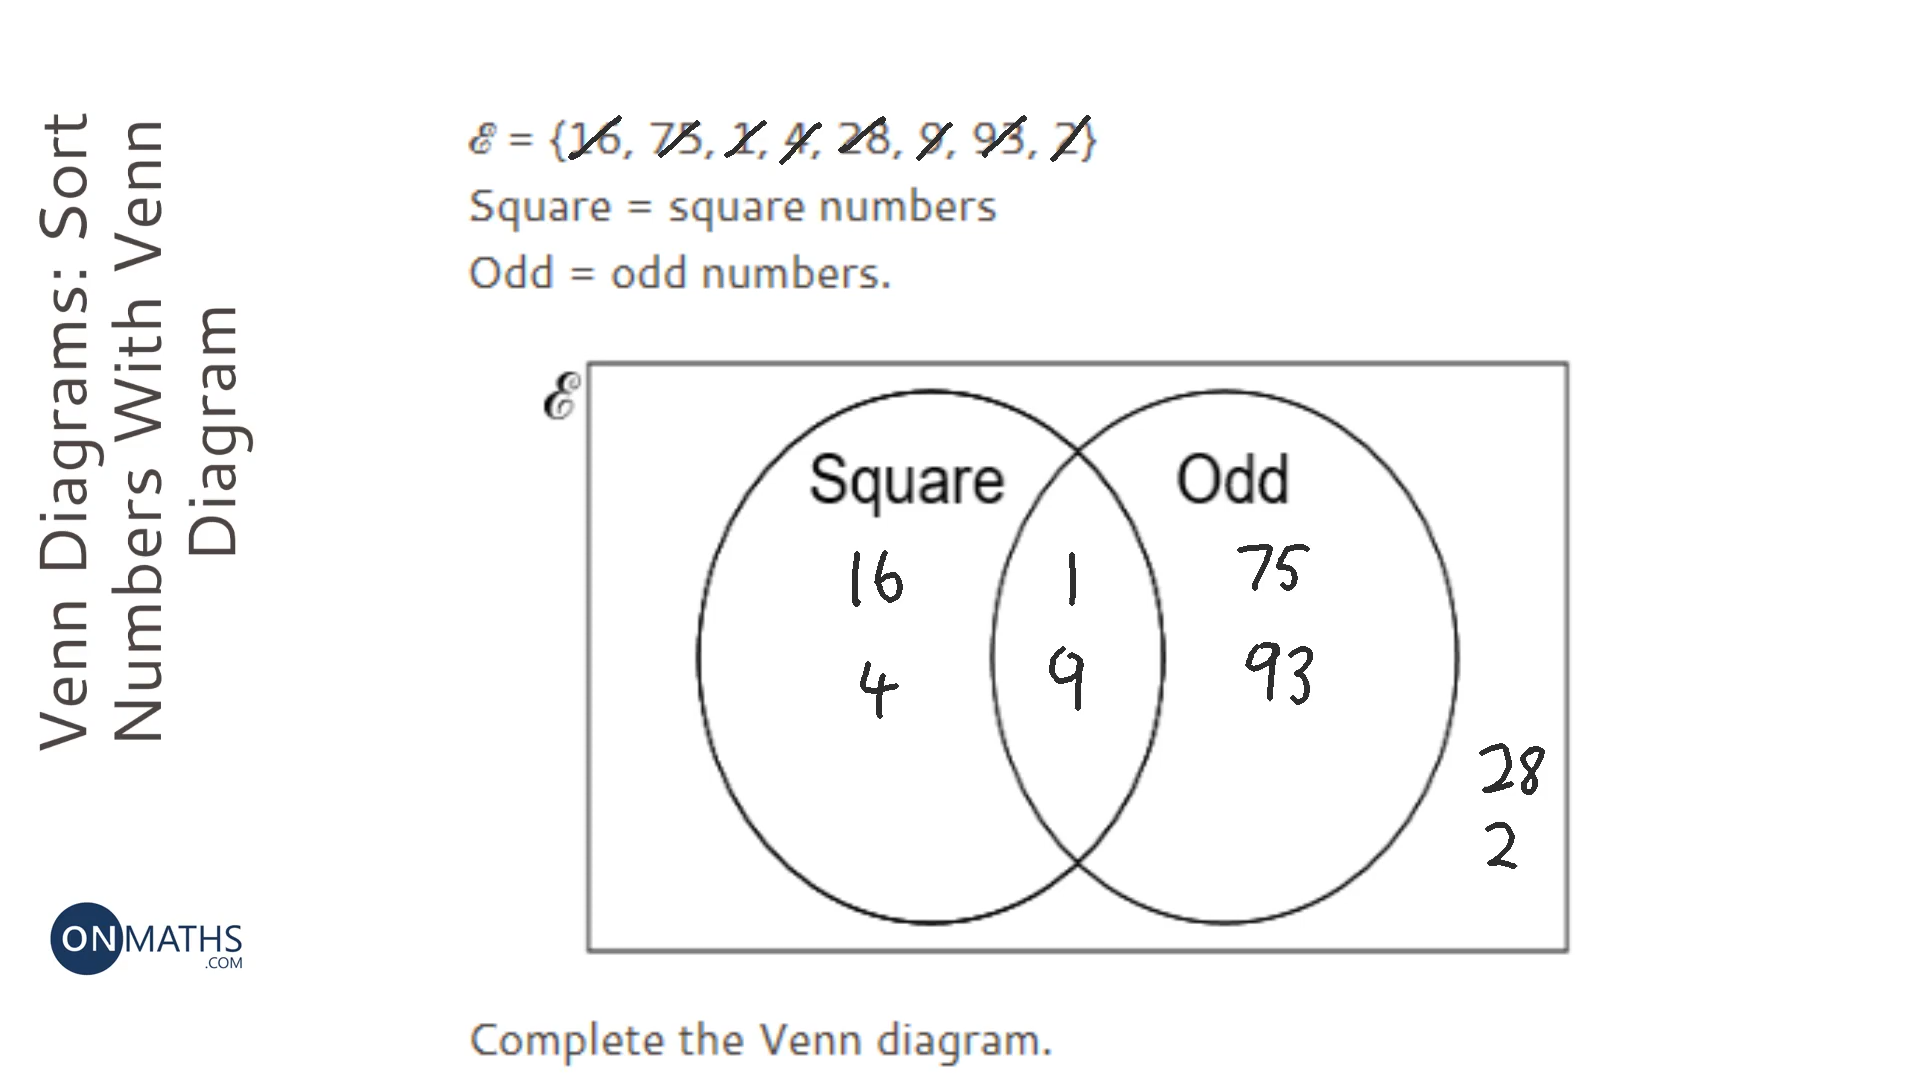 Venn Diagrams: Sort
Numbers With Venn
Diagram
ℰ = {16, 75, 1, 4, 28, 9, 93, 2}
Square = square numbers
Odd = odd numbers.
ℰ
Square
Odd
16
1
75
4
9
93
28
2
Complete the Venn diagram.
ONMATHS
.COM